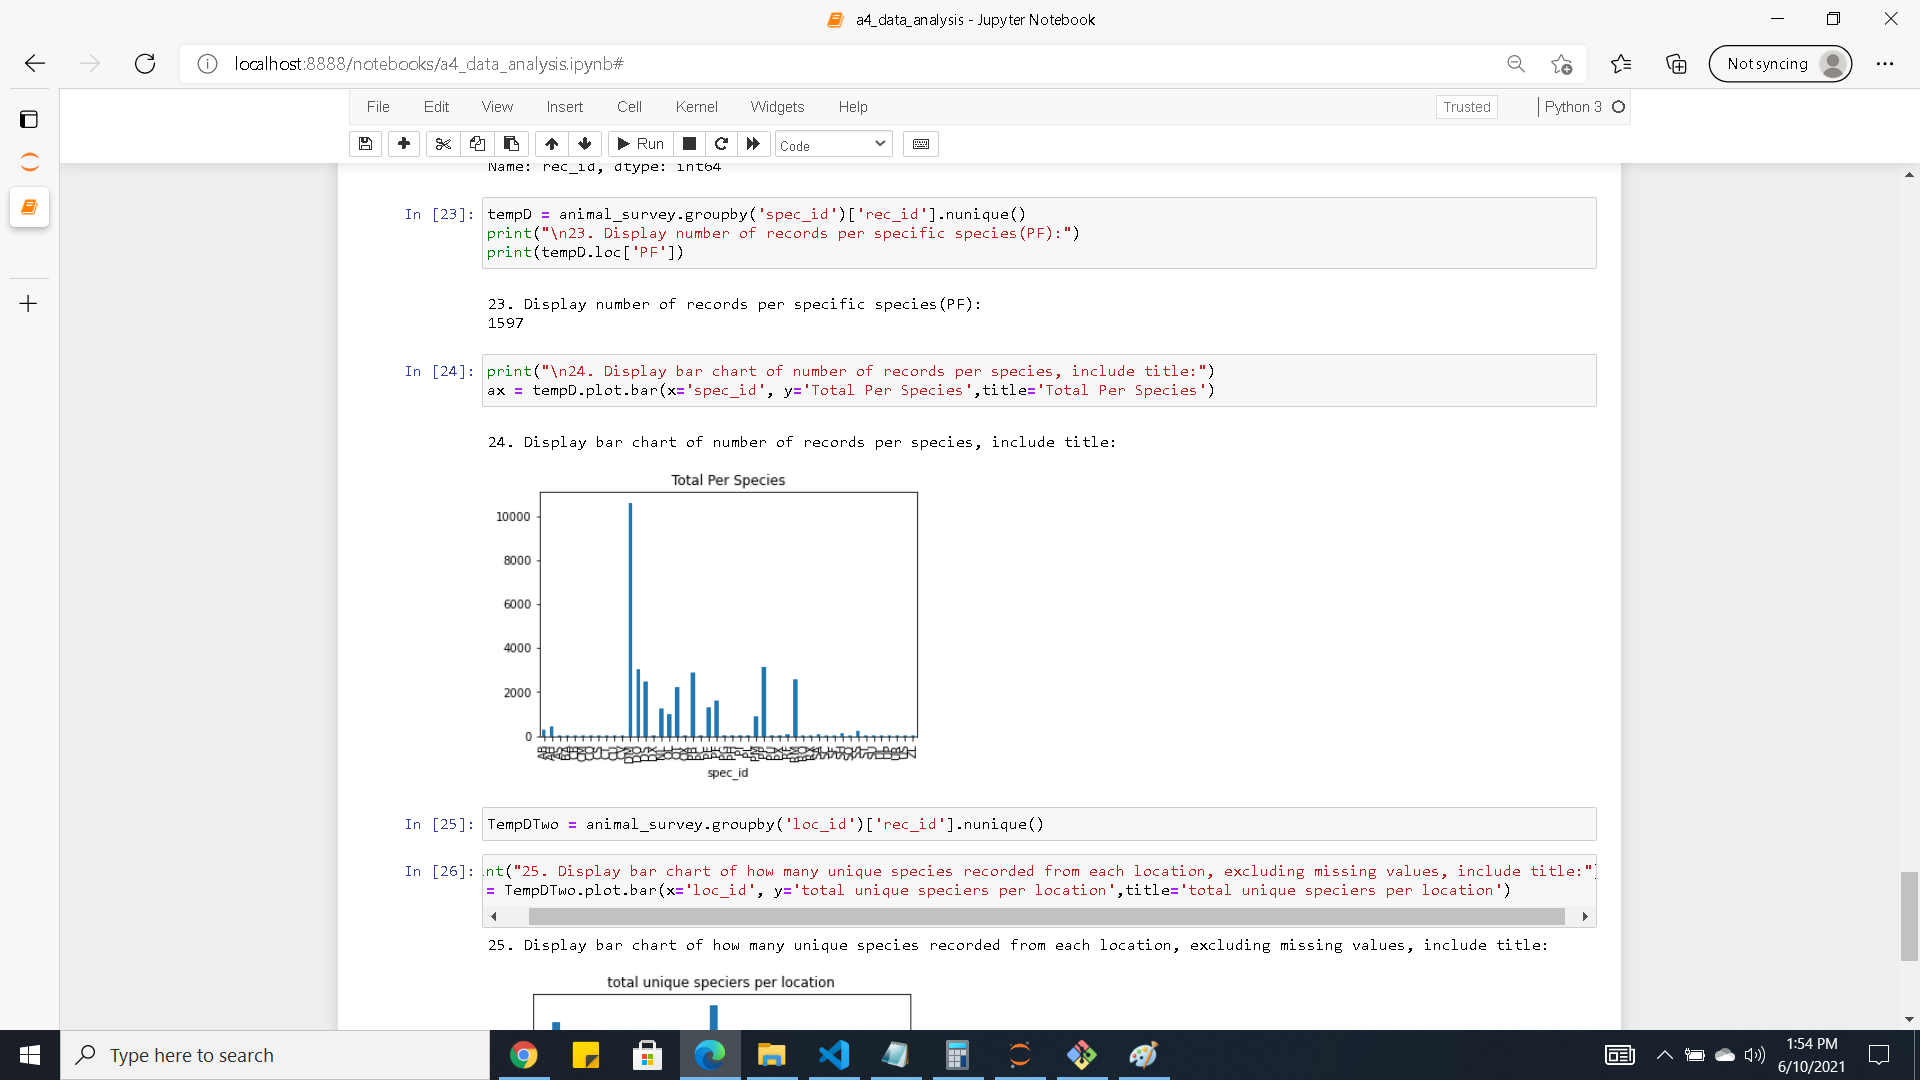 a4_data_analysis - Jupyter Notebook
localhost:8888/notebooks/a4_data_analysis.ipynb#
Not syncing
File Edit View Insert Cell Kernel Widgets Help
Trusted
Python 3
Run
Code
Name: rec_id, dtype: int64
In [23]: tempD = animal_survey.groupby('spec_id')['rec_id'].nunique()
print("\n23. Display number of records per specific species(PF):")
print(tempD.loc['PF'])
23. Display number of records per specific species(PF):
1597
In [24]: print("\n24. Display bar chart of number of records per species, include title:")
ax = tempD.plot.bar(x='spec_id', y='Total Per Species',title='Total Per Species')
24. Display bar chart of number of records per species, include title:
Total Per Species
10000
8000
6000
4000
2000
0
spec_id
In [25]: TempDTwo = animal_survey.groupby('loc_id')['rec_id'].nunique()
In [26]: nt("25. Display bar chart of how many unique species recorded from each location, excluding missing values, include title:")
= TempDTwo.plot.bar(x='loc_id', y='total unique speciers per location',title='total unique speciers per location')
25. Display bar chart of how many unique species recorded from each location, excluding missing values, include title:
total unique speciers per location
Type here to search
1:54 PM
6/10/2021